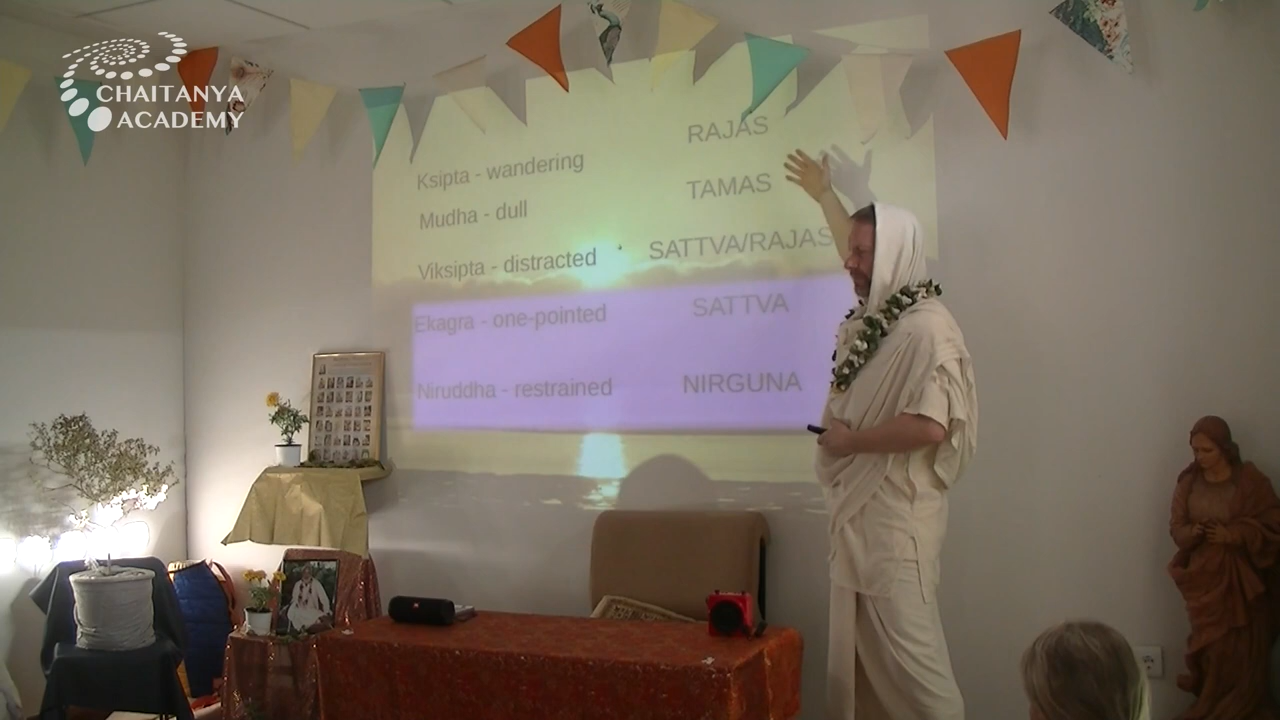 CHAITANYA
ACADEMY
Ksipta - wandering RAJAS
Mudha - dull TAMAS
Viksipta - distracted SATTVA/RAJAS
Ekagra - one-pointed SATTVA
Niruddha - restrained NIRGUNA